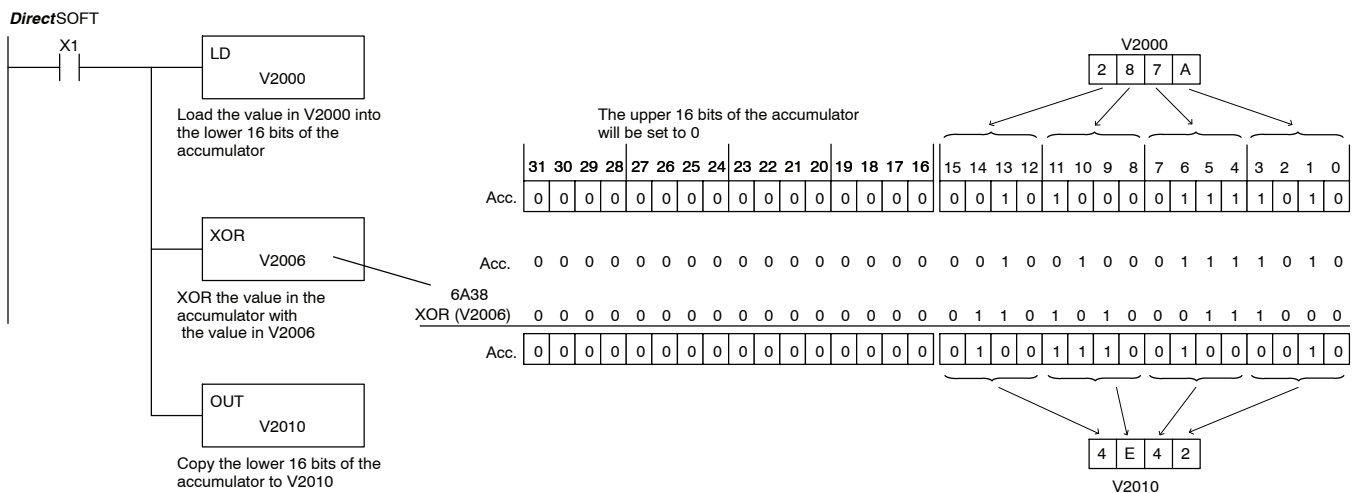 DirectSOFT
X1
LD
V2000
Load the value in V2000 into
the lower 16 bits of the
accumulator
The upper 16 bits of the accumulator
will be set to 0
V2000
2 8 7 A
31 30 29 28 27 26 25 24 23 22 21 20 19 18 17 16 15 14 13 12 11 10 9 8 7 6 5 4 3 2 1 0
Acc. 0 0 0 0 0 0 0 0 0 0 0 0 0 0 0 0 0 0 1 0 1 0 0 0 0 1 1 1 1 0 1 0
XOR
V2006
XOR the value in the
accumulator with
the value in V2006
Acc. 0 0 0 0 0 0 0 0 0 0 0 0 0 0 0 0 0 0 1 0 0 1 0 0 0 1 1 1 1 0 1 0
6A38
XOR (V2006) 0 0 0 0 0 0 0 0 0 0 0 0 0 0 0 0 0 1 1 0 1 0 1 0 0 0 1 1 1 0 0 0
Acc. 0 0 0 0 0 0 0 0 0 0 0 0 0 0 0 0 0 1 0 0 1 1 1 0 0 1 0 0 0 0 1 0
OUT
V2010
Copy the lower 16 bits of the
accumulator to V2010
4 E 4 2
V2010